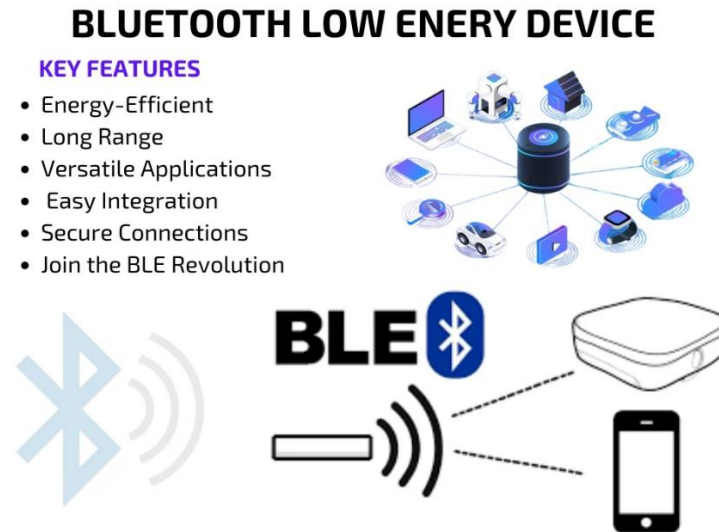 BLUETOOTH LOW ENERY DEVICE
KEY FEATURES
• Energy-Efficient
• Long Range
• Versatile Applications
• Easy Integration
• Secure Connections
• Join the BLE Revolution
BLE